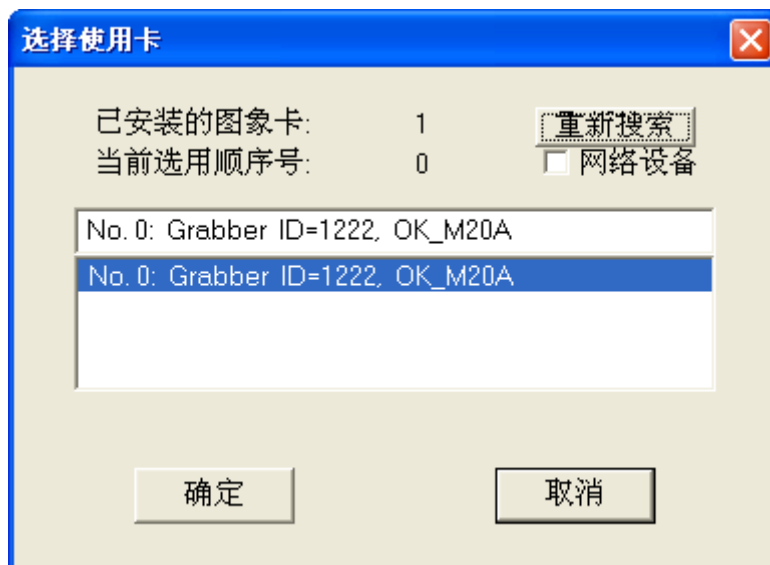 选择使用卡
已安装的图象卡: 1 重新搜索
当前选用顺序号: 0 网络设备
No. 0: Grabber ID=1222, OK_M20A
No. 0: Grabber ID=1222, OK_M20A
确定 取消